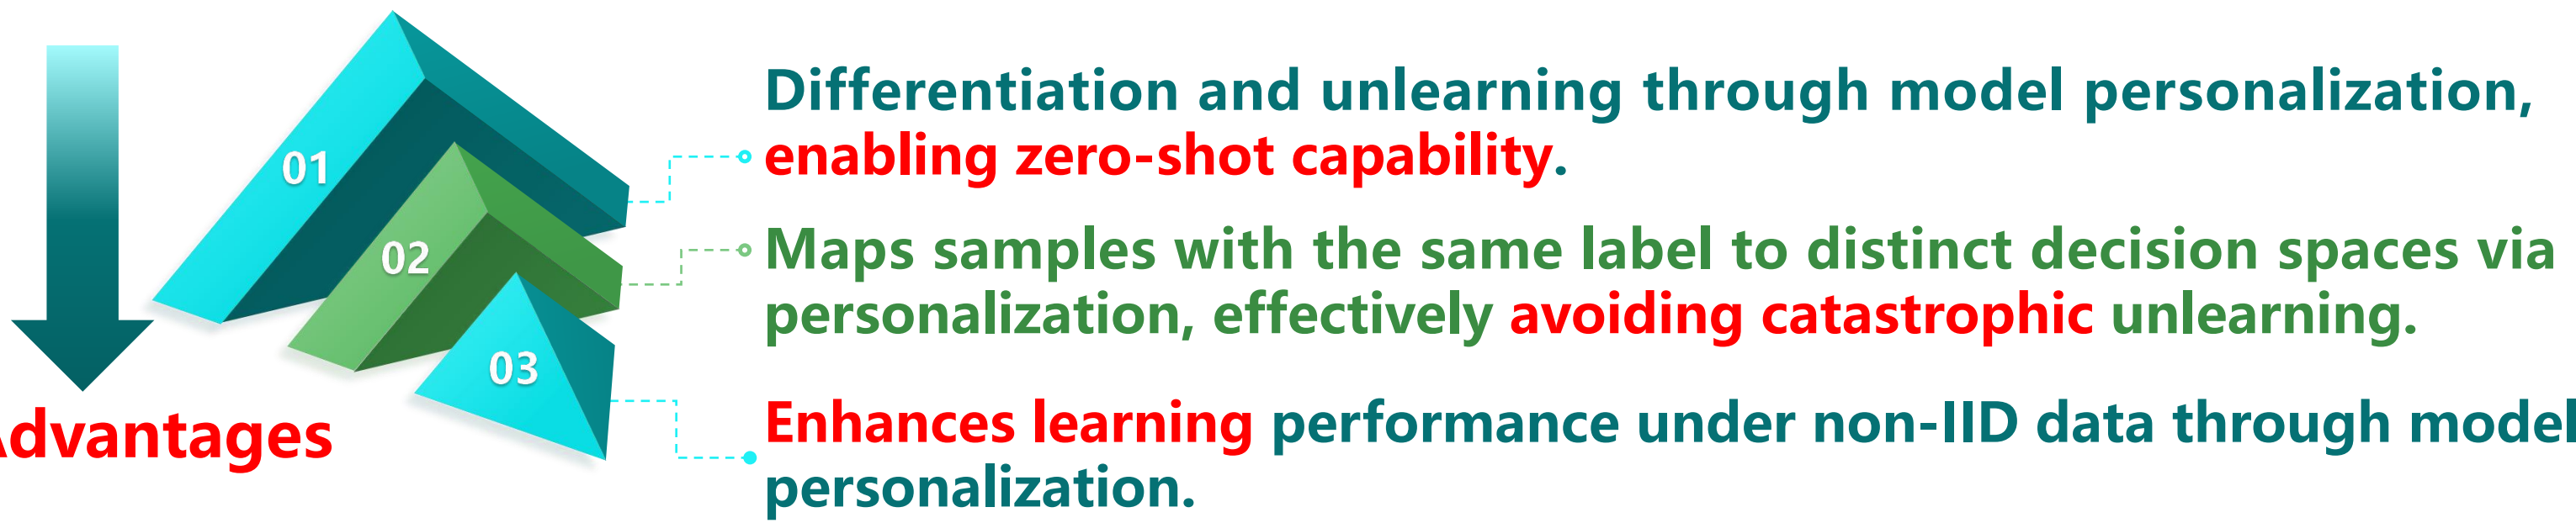 01
Differentiation and unlearning through model personalization,
enabling zero-shot capability.
02
Maps samples with the same label to distinct decision spaces via
personalization, effectively avoiding catastrophic unlearning.
03
Enhances learning performance under non-IID data through model
personalization.
Advantages